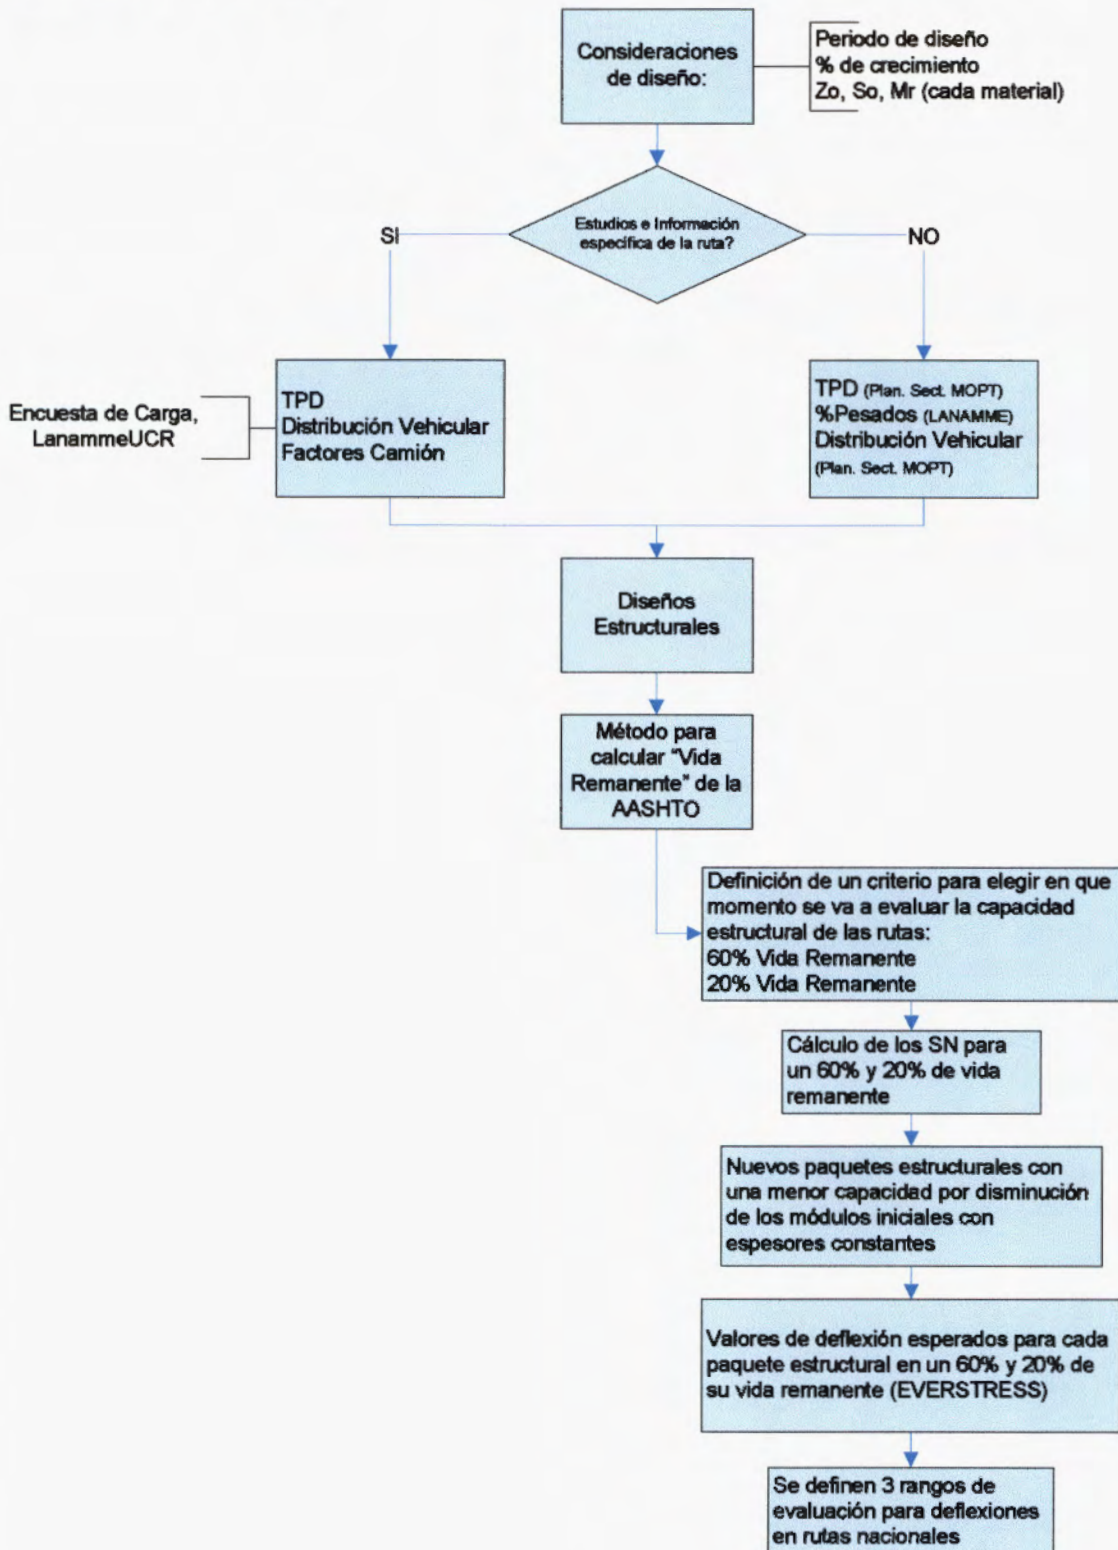 Consideraciones
de diseño:
Periodo de diseño
% de crecimiento
Zo, So, Mr (cada material)
Estudios e Información
especifica de la ruta?
SI
NO
Encuesta de Carga,
LanammeUCR
TPD
Distribución Vehicular
Factores Camión
TPD (Plan. Sect. MOPT)
%Pesados (LANAMME)
Distribución Vehicular
(Plan. Sect. MOPT)
Diseños
Estructurales
Método para
calcular "Vida
Remanente" de la
AASHTO
Definición de un criterio para elegir en que
momento se va a evaluar la capacidad
estructural de las rutas:
60% Vida Remanente
20% Vida Remanente
Cálculo de los SN para
un 60% y 20% de vida
remanente
Nuevos paquetes estructurales con
una menor capacidad por disminución
de los módulos iniciales con
espesores constantes
Valores de deflexión esperados para cada
paquete estructural en un 60% y 20% de
su vida remanente (EVERSTRESS)
Se definen 3 rangos de
evaluación para deflexiones
en rutas nacionales